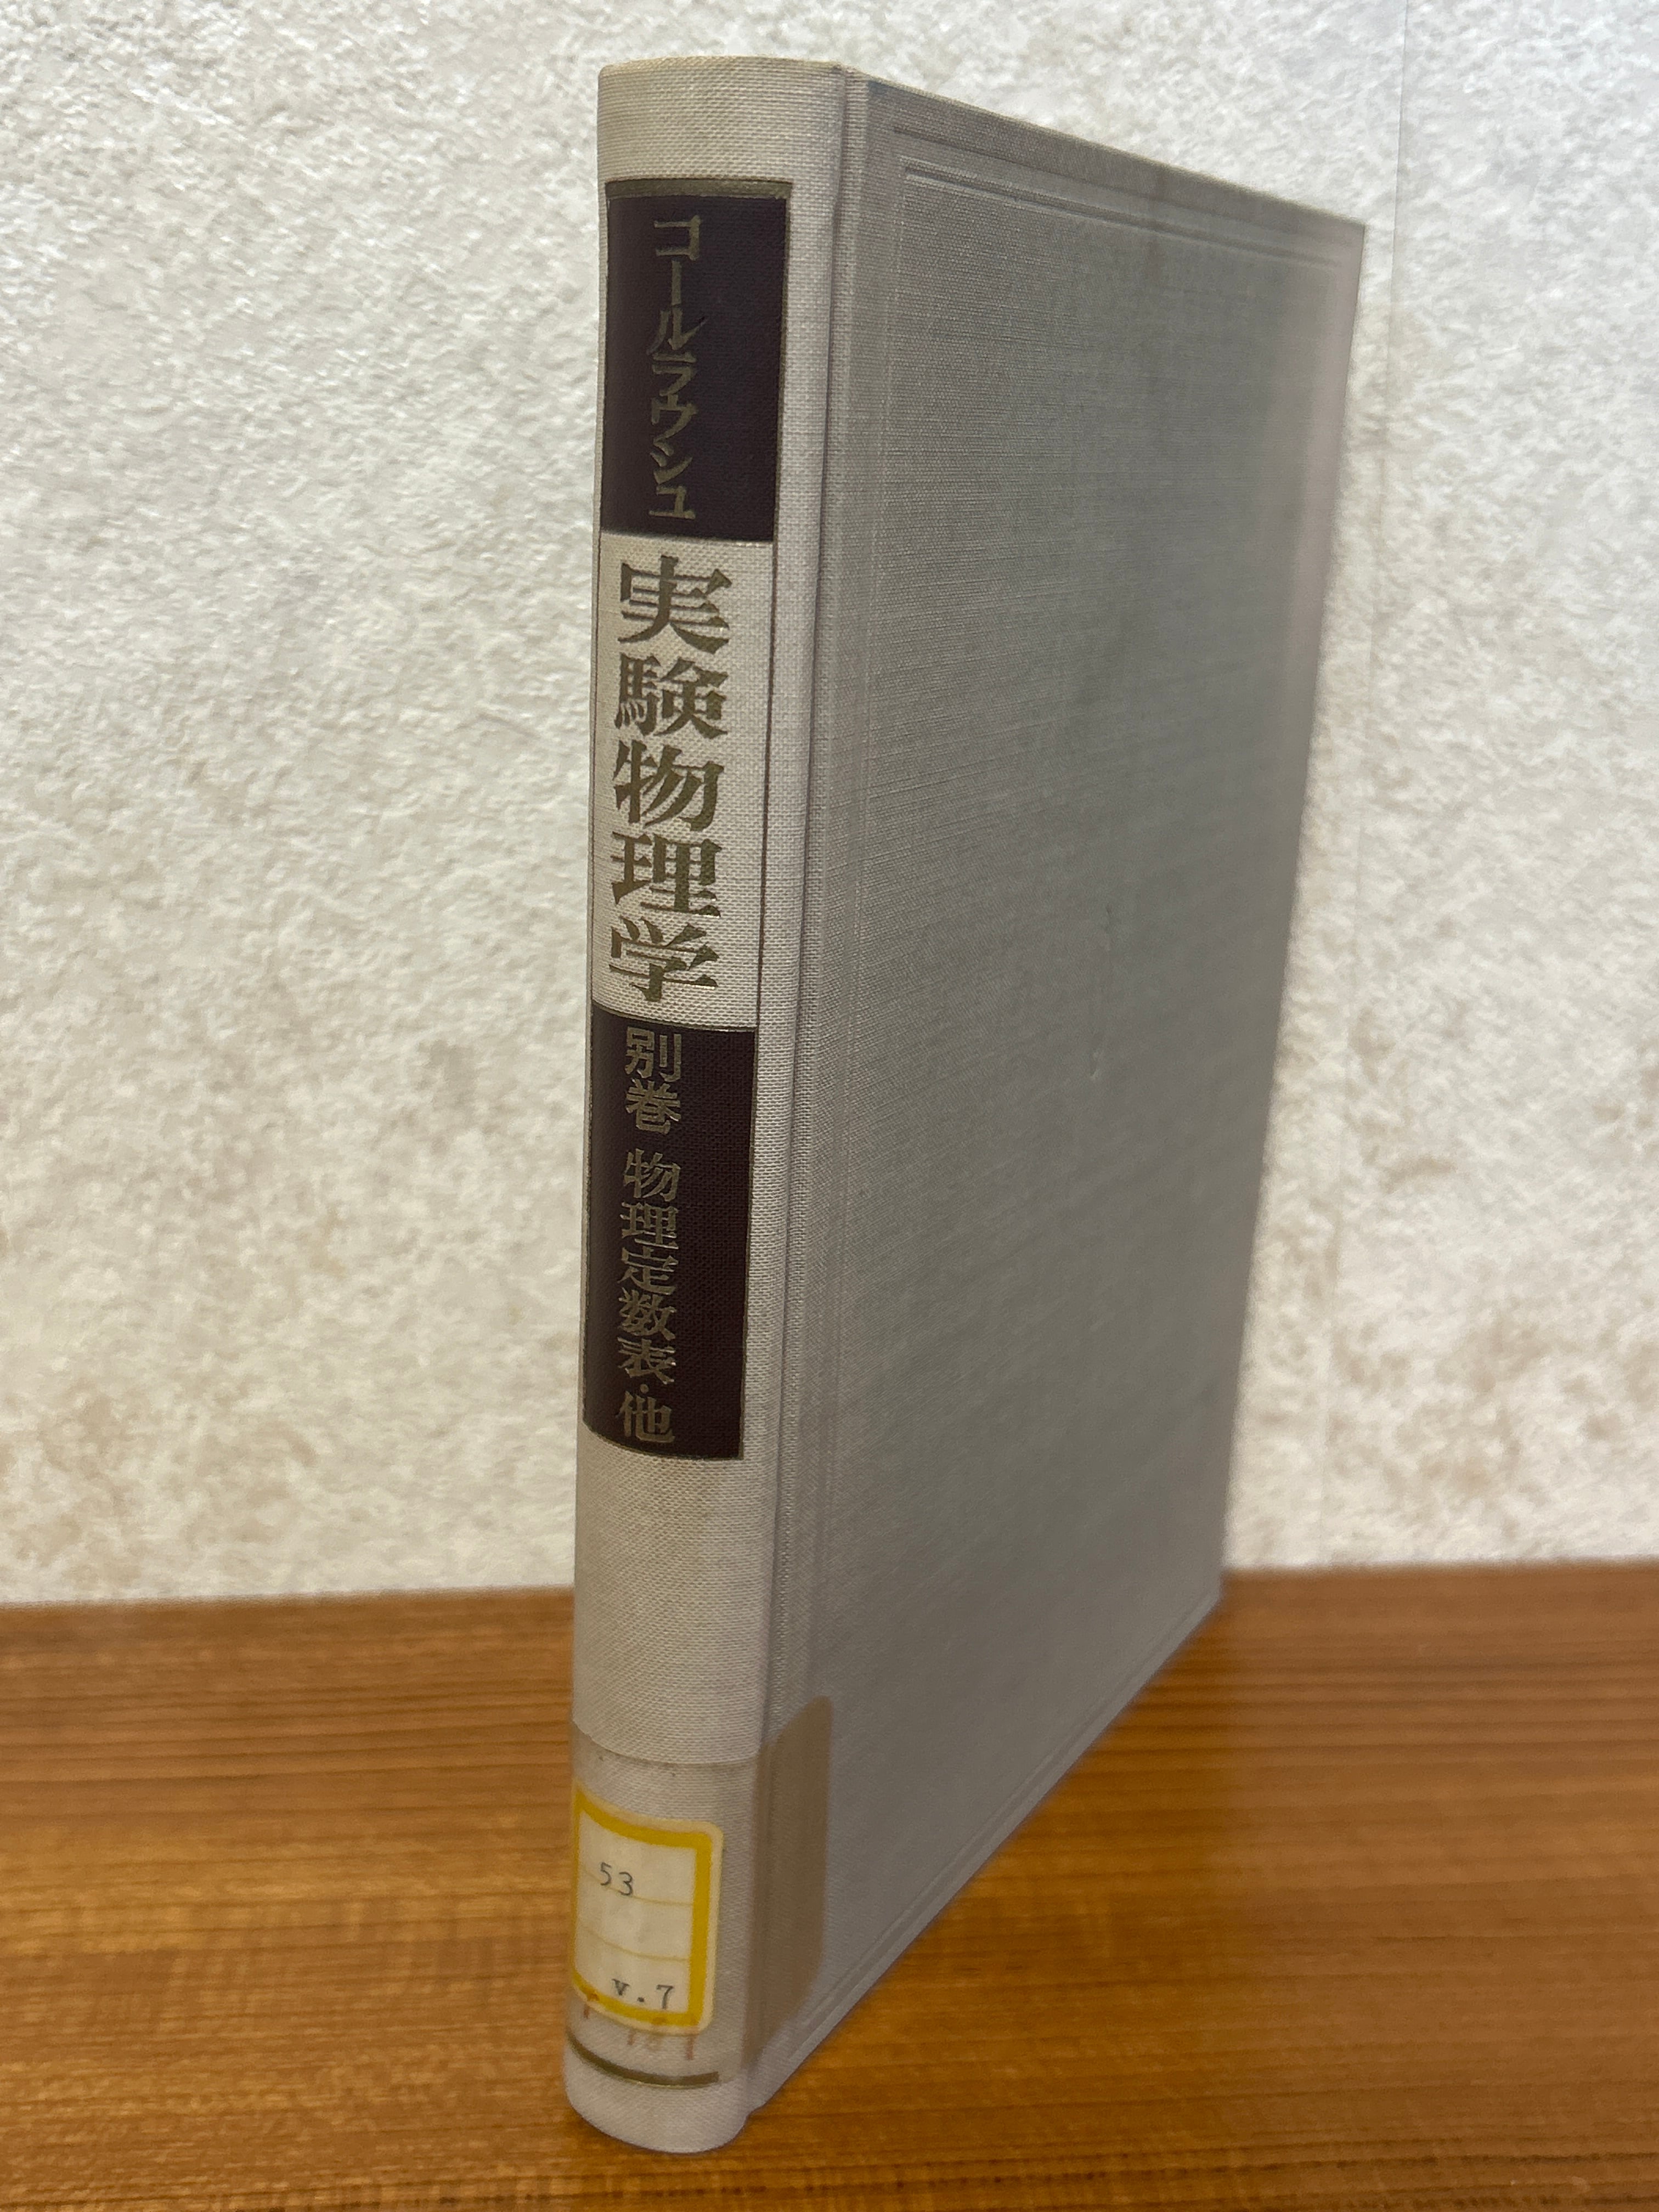 コールラウシュ
実験物理学
別巻 物理定数表・他
53
v.7